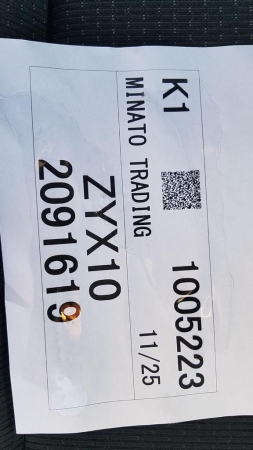 K1 1005223
MINATO TRADING 11/25
ZYX10
2091619